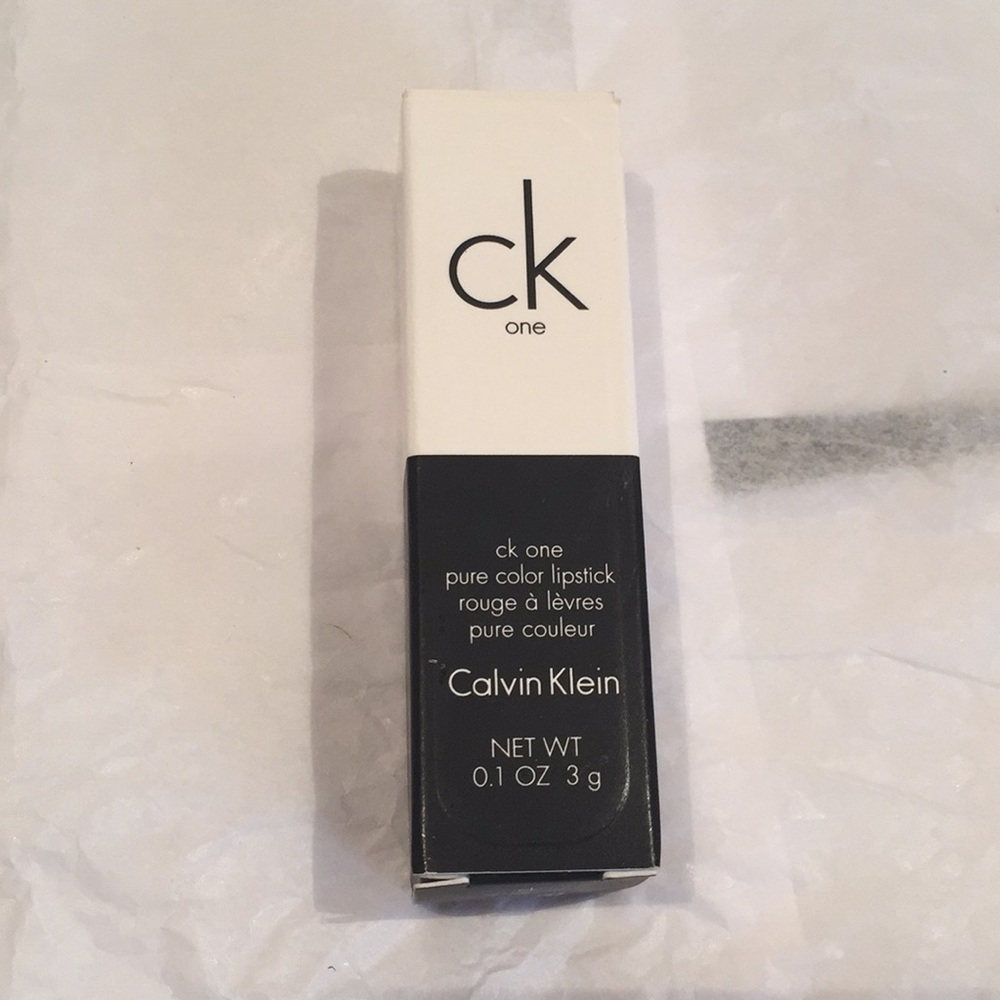 ck
one
ck one
pure color lipstick
rouge à lèvres
pure couleur
Calvin Klein
NET WT
0.1 OZ 3 g